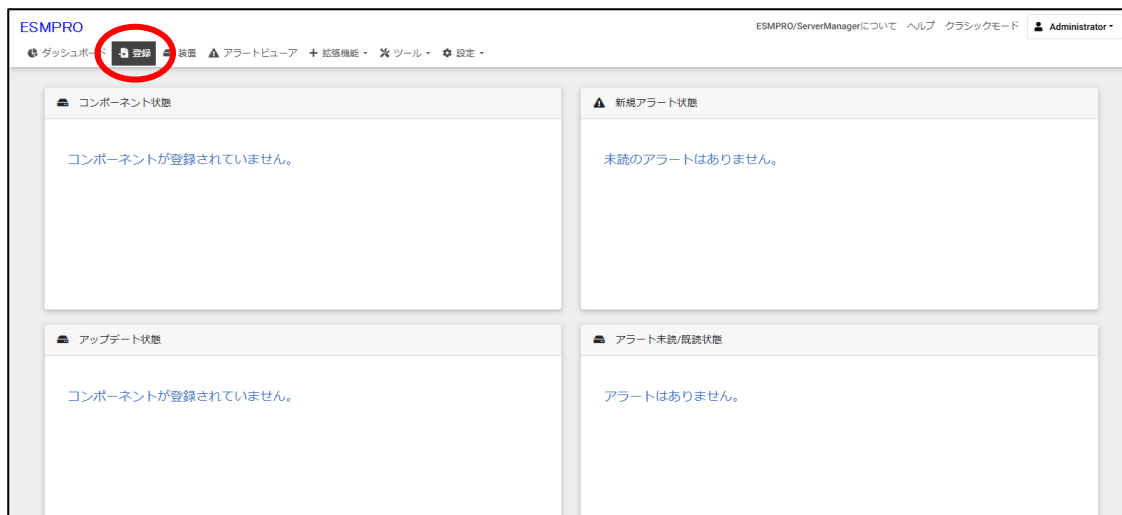 ESMPRO
ESMPRO/ServerManagerについて ヘルプ クラシックモード Administrator
ダッシュボード 登録 装置 アラートビューア 拡張機能 ツール 設定
コンポーネント状態
コンポーネントが登録されていません。
新規アラート状態
未読のアラートはありません。
アップデート状態
コンポーネントが登録されていません。
アラート未読/既読状態
アラートはありません。